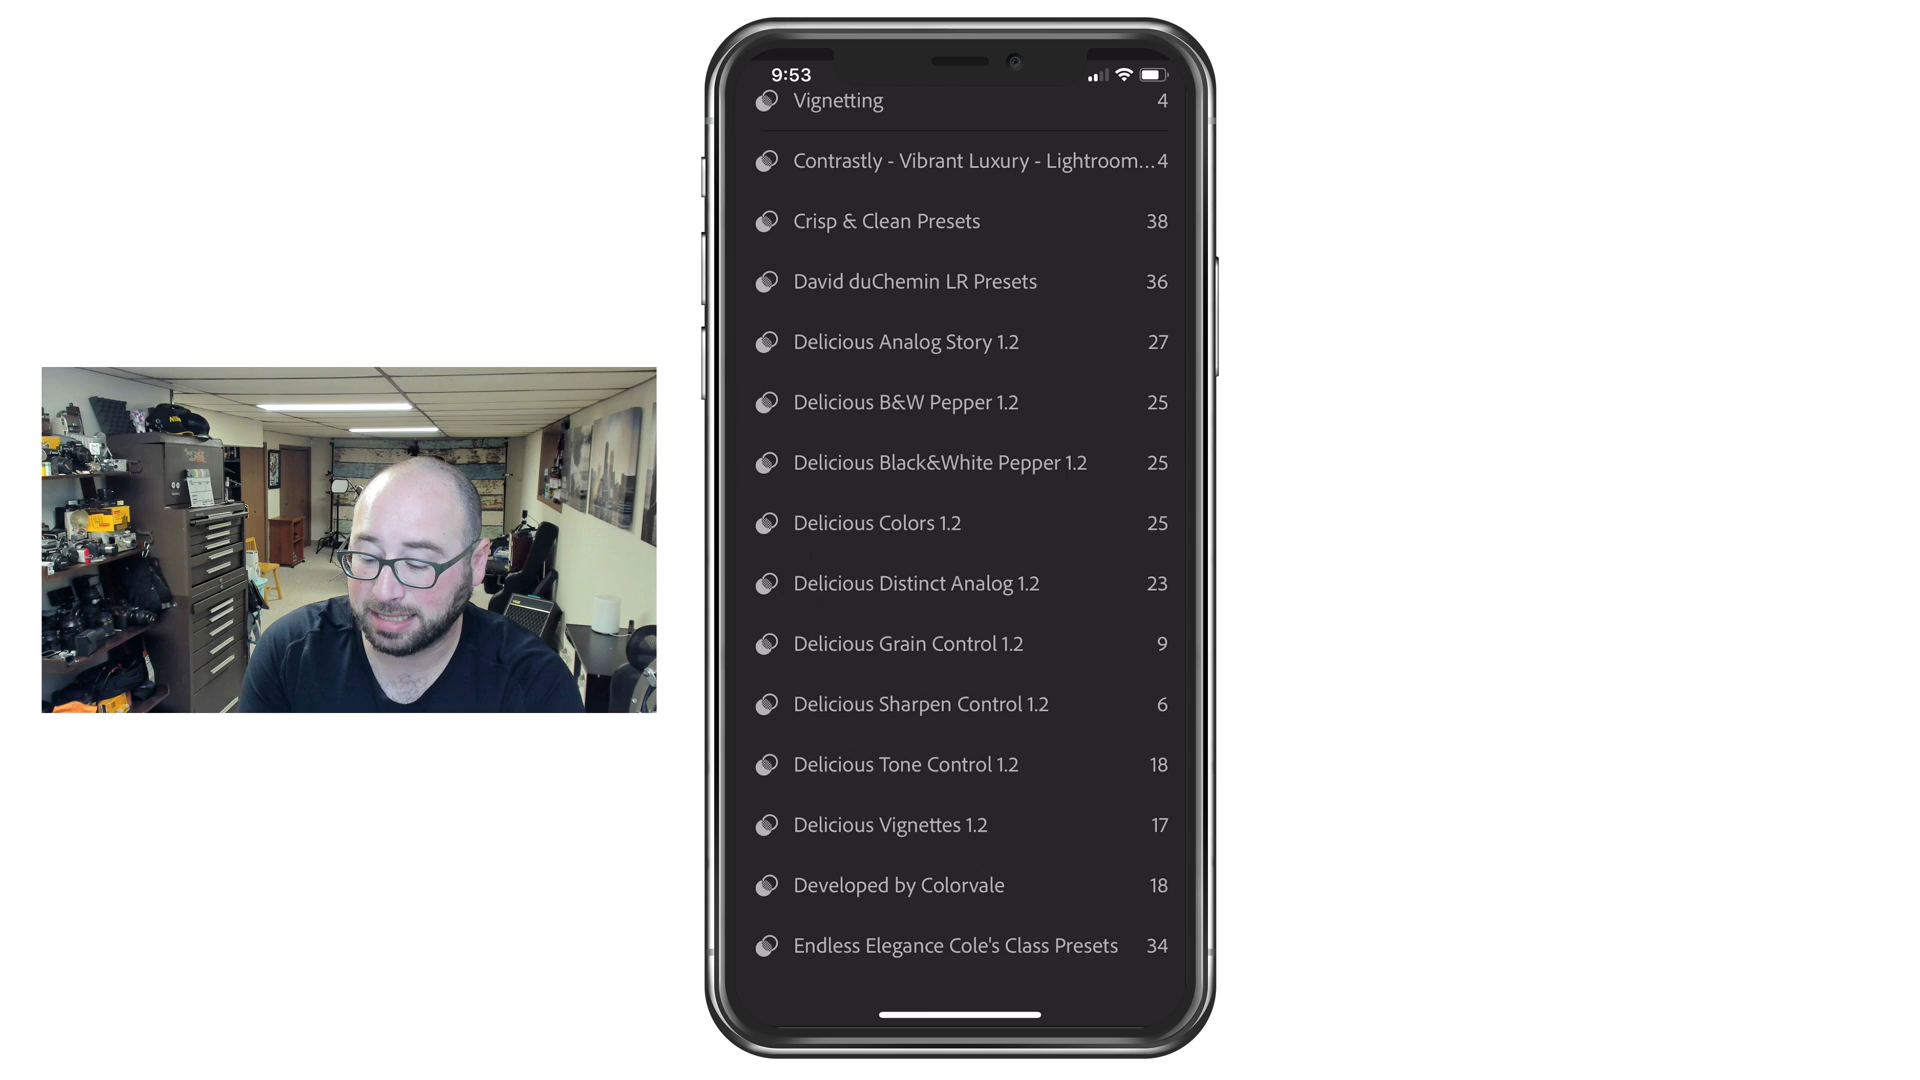 9:53
Vignetting 4
Contrastly - Vibrant Luxury - Lightroom... 4
Crisp & Clean Presets 38
David duChemin LR Presets 36
Delicious Analog Story 1.2 27
Delicious B&W Pepper 1.2 25
Delicious Black&White Pepper 1.2 25
Delicious Colors 1.2 25
Delicious Distinct Analog 1.2 23
Delicious Grain Control 1.2 9
Delicious Sharpen Control 1.2 6
Delicious Tone Control 1.2 18
Delicious Vignettes 1.2 17
Developed by Colorvale 18
Endless Elegance Cole's Class Presets 34